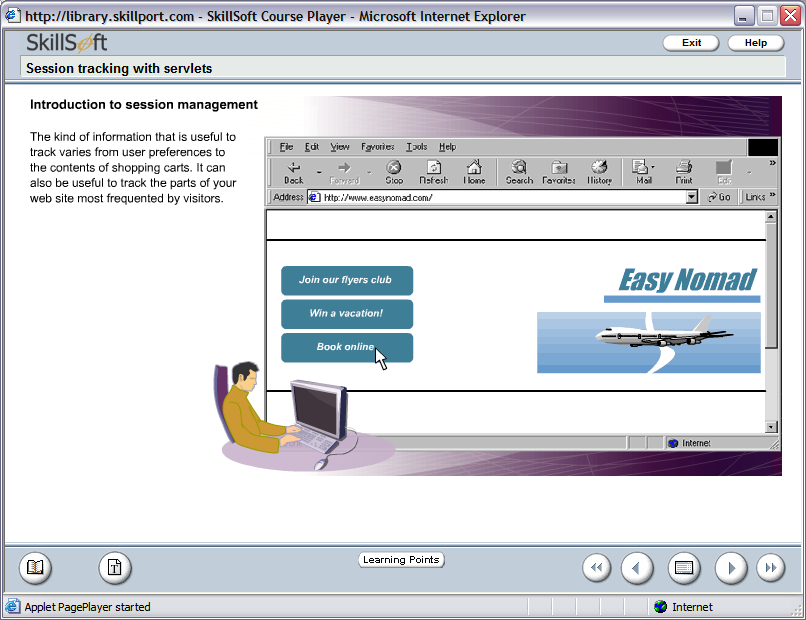 http://library.skillport.com - SkillSoft Course Player - Microsoft Internet Explorer
SkillSoft
Exit
Help
Session tracking with servlets
Introduction to session management
The kind of information that is useful to
track varies from user preferences to
the contents of shopping carts. It can
also be useful to track the parts of your
web site most frequented by visitors.
File Edit View Favorites Tools Help
Back Forward Stop Refresh Home Search Favorites History Mail Print Edit
Address http://www.easynomad.com/ Go Links
Join our flyers club
Win a vacation!
Book online
Easy Nomad
Internet
Learning Points
Applet PagePlayer started
Internet